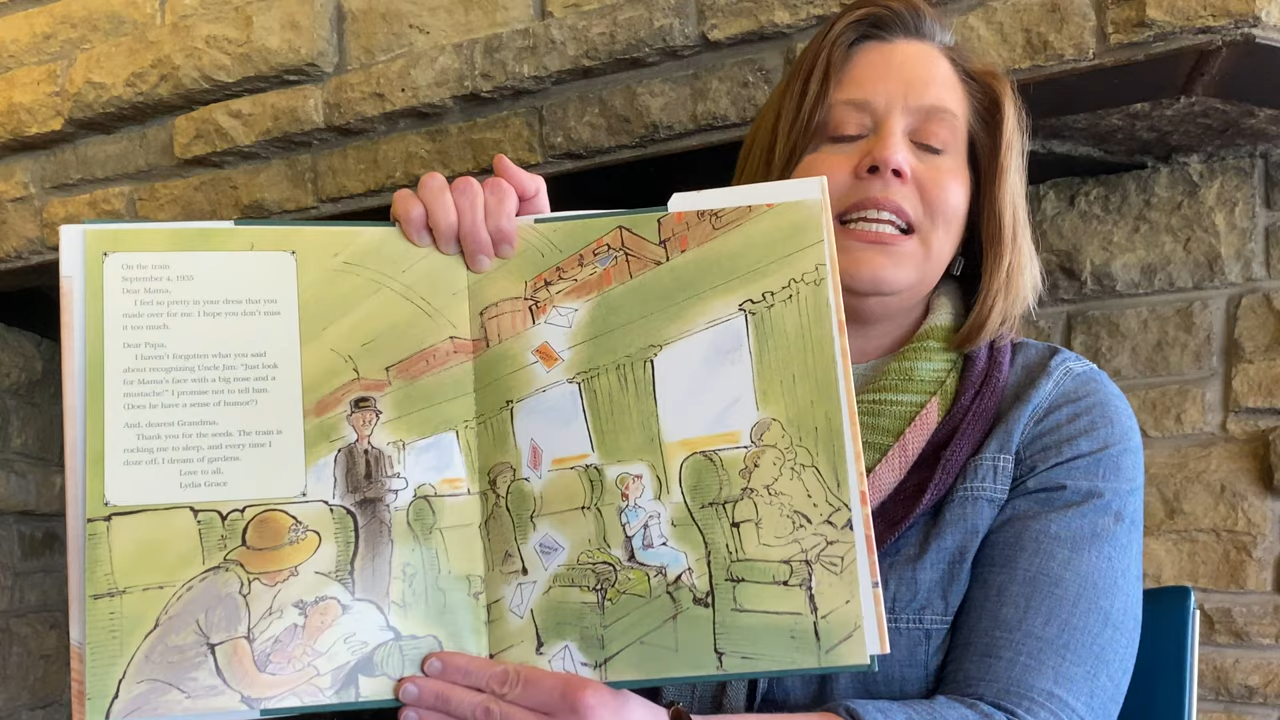 On the train
September 4, 1935
Dear Mama,
I feel so pretty in your dress that you
made over for me. I hope you don't miss
it too much.
Dear Papa,
I haven't forgotten what you said
about recognizing Uncle Jim: "Just look
for Mama's face with a big nose and a
mustache!" I promise not to tell him.
(Does he have a sense of humor?)
And, dearest Grandma,
Thank you for the seeds. The train is
rocking me to sleep, and every time I
doze off, I dream of gardens.
Love to all,
Lydia Grace